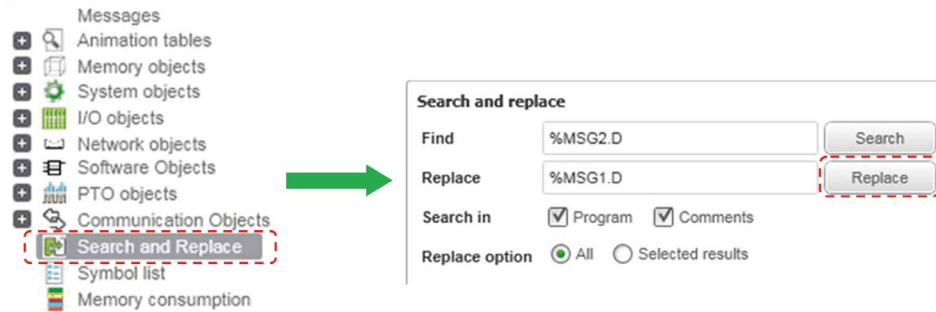 Messages
Animation tables
Memory objects
System objects
I/O objects
Network objects
Software Objects
PTO objects
Communication Objects
Search and Replace
Symbol list
Memory consumption
Search and replace
Find %MSG2.D Search
Replace %MSG1.D Replace
Search in Program Comments
Replace option All Selected results